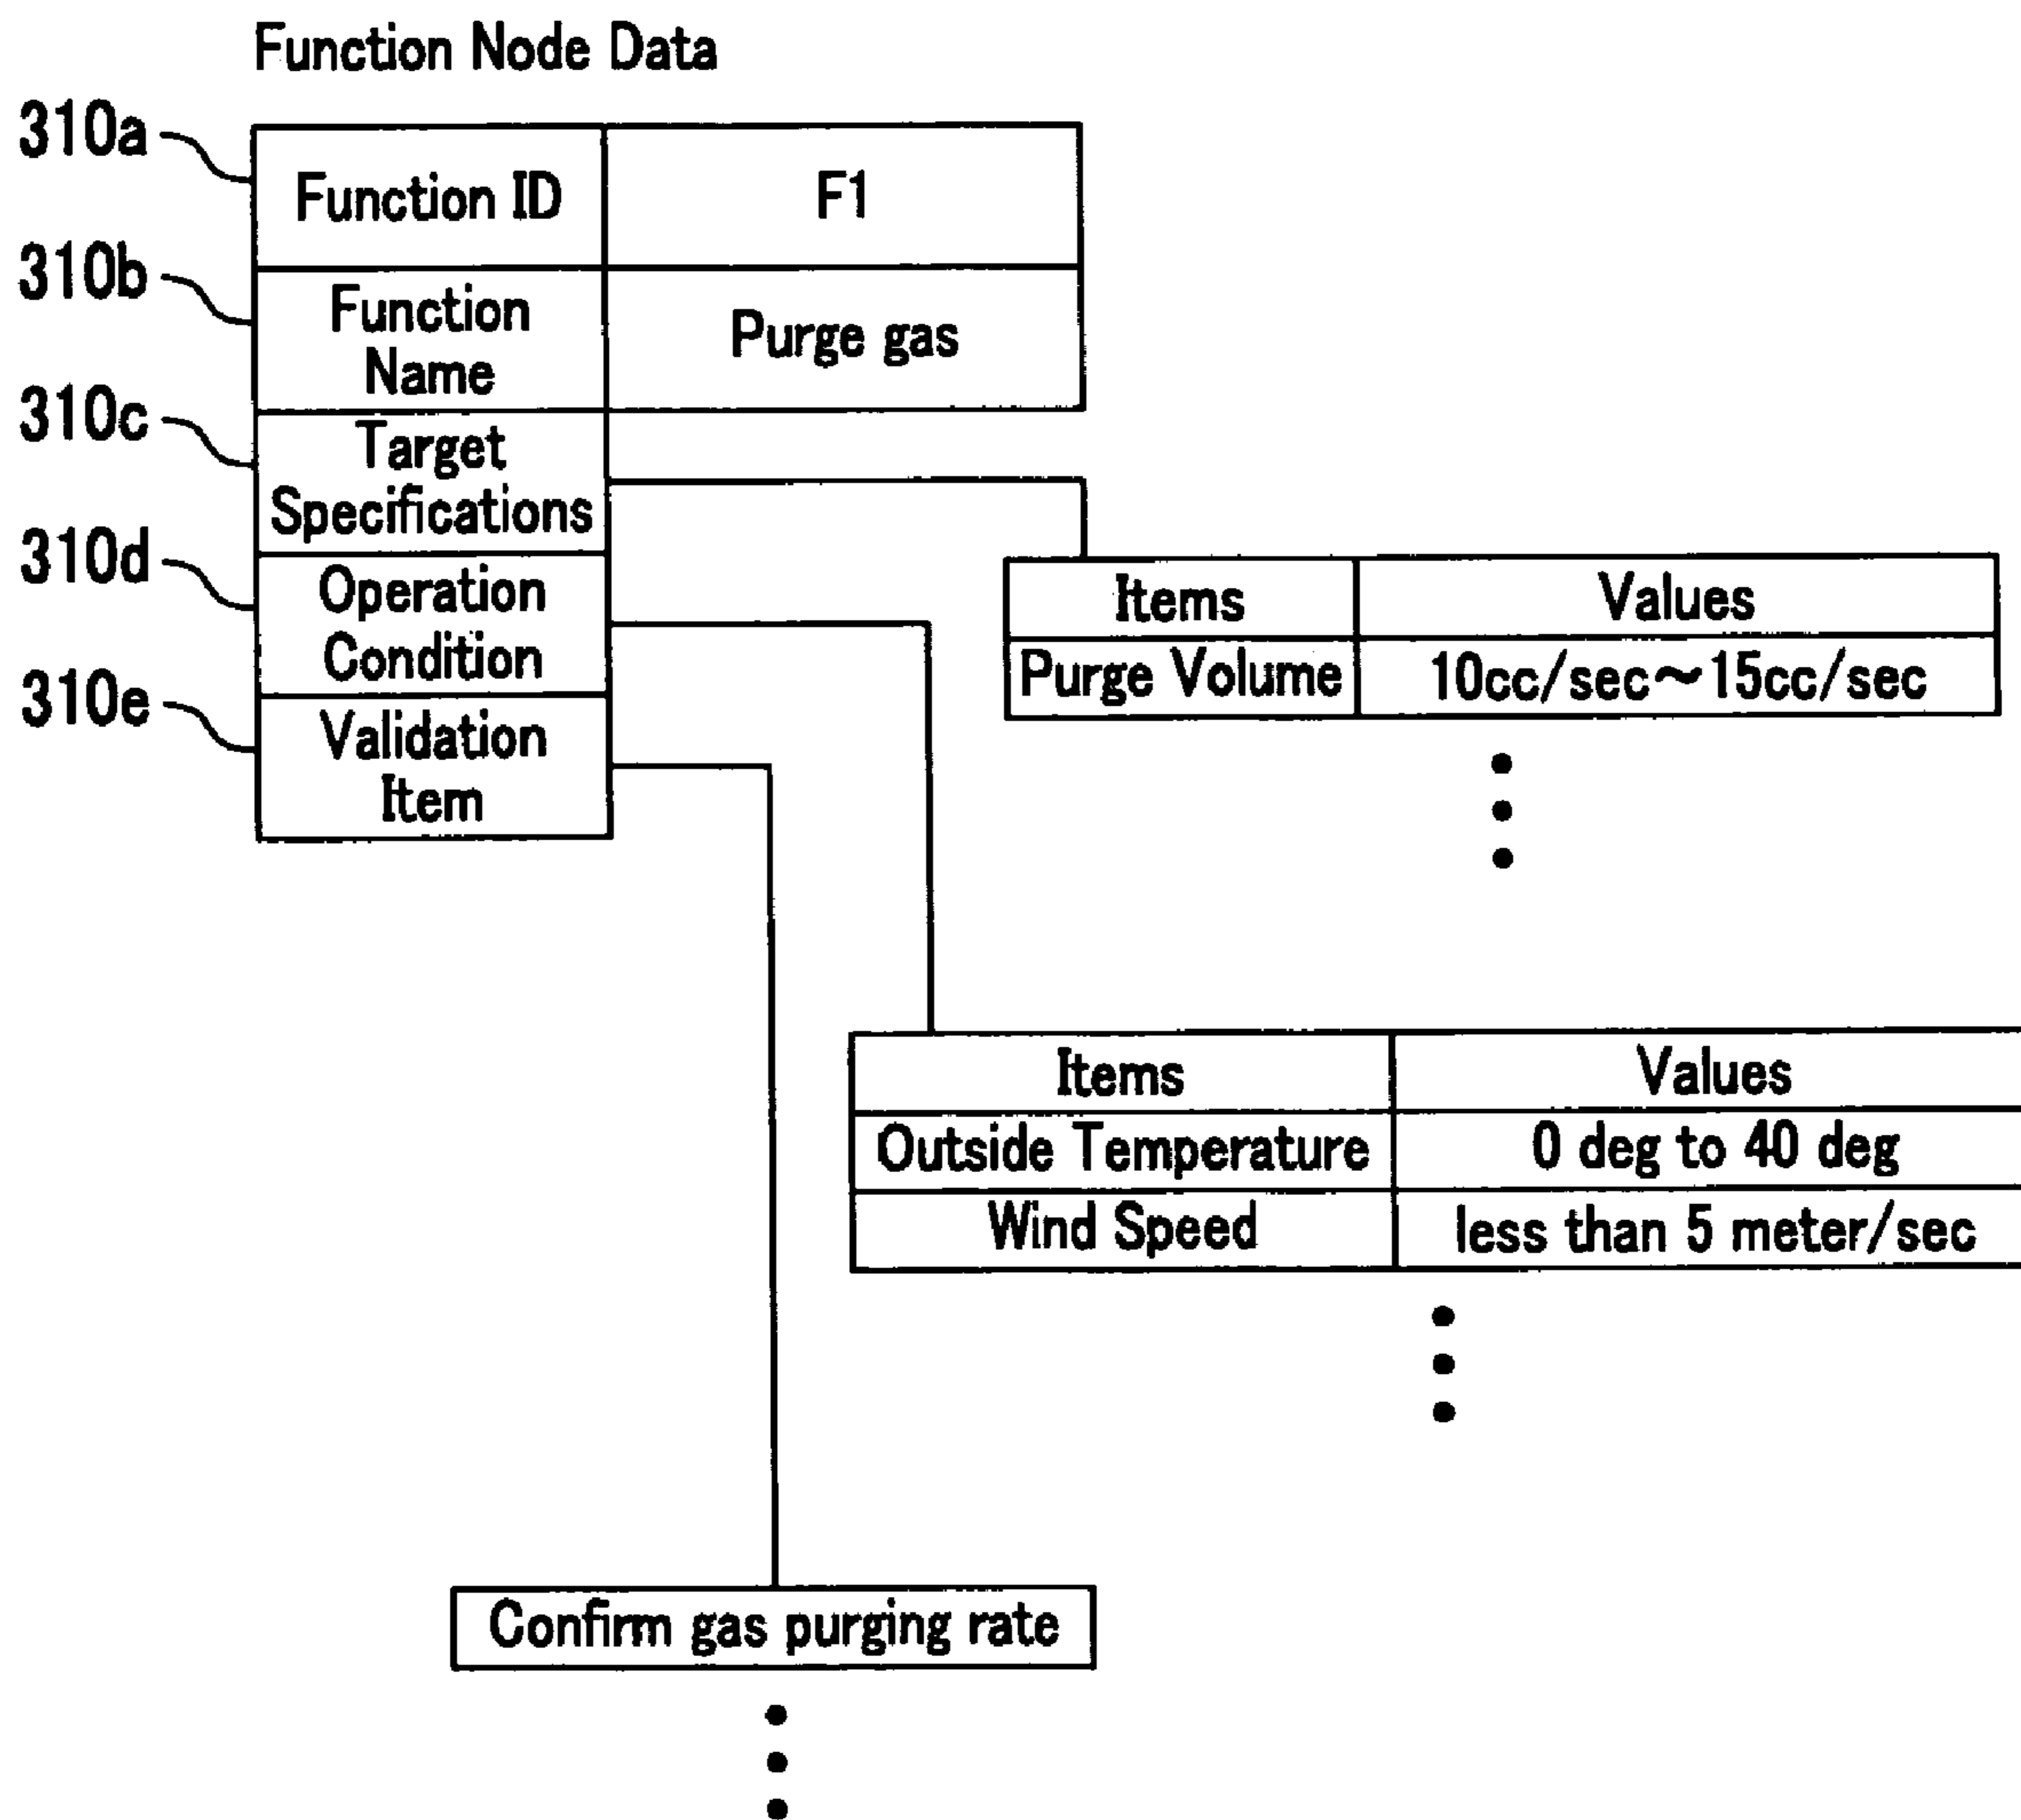 Function Node Data
310a
Function ID
F1
310b
Function
Name
Purge gas
310c
Target
Specifications
310d
Operation
Condition
310e
Validation
Item
Items
Values
Purge Volume
10cc/sec~15cc/sec
Items
Values
Outside Temperature
0 deg to 40 deg
Wind Speed
less than 5 meter/sec
Confirm gas purging rate